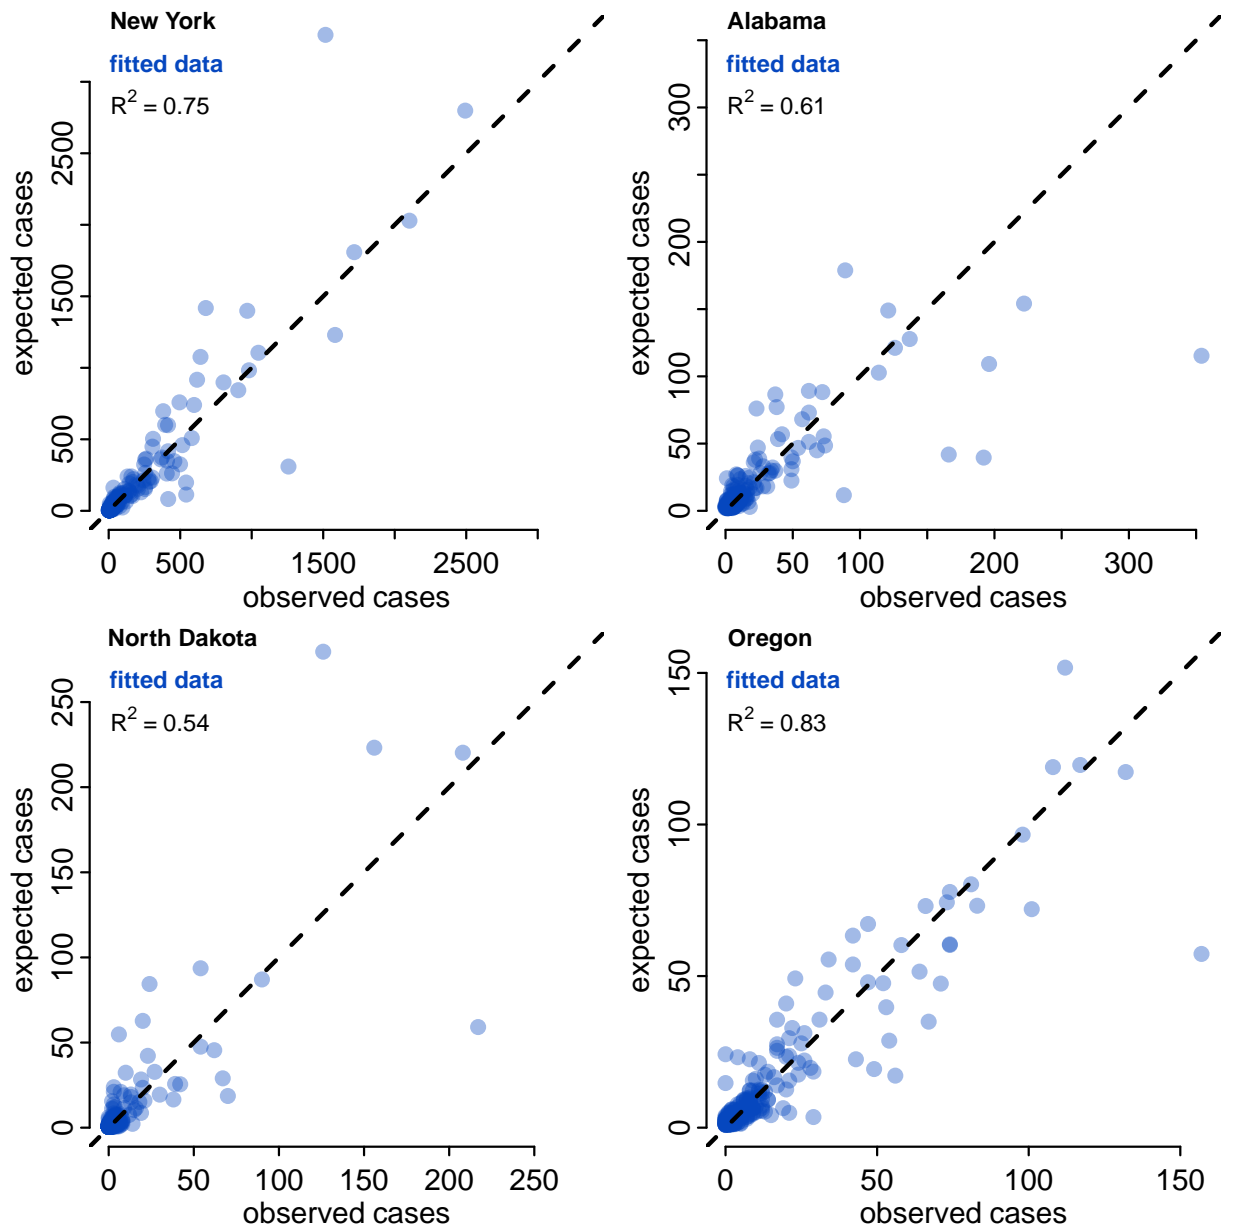 New York
fitted data
R² = 0.75
expected cases
0
500
1500
2500
0
500
1500
2500
observed cases
Alabama
fitted data
R² = 0.61
expected cases
0
50
100
200
300
0
50
100
200
300
observed cases
North Dakota
fitted data
R² = 0.54
expected cases
0
50
100
150
200
250
0
50
100
150
200
250
observed cases
Oregon
fitted data
R² = 0.83
expected cases
0
50
100
150
0
50
100
150
observed cases